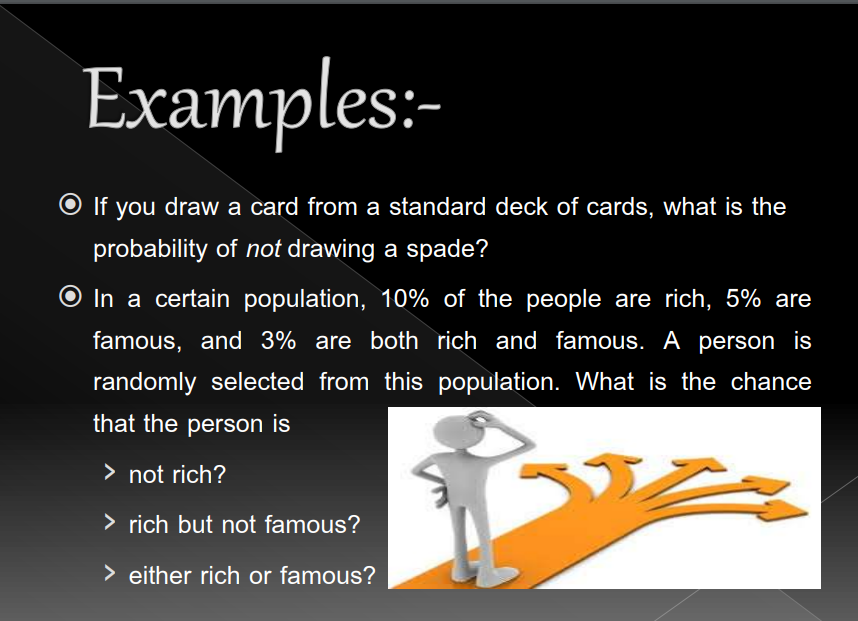 Examples:-
If you draw a card from a standard deck of cards, what is the
probability of not drawing a spade?
In a certain population, 10% of the people are rich, 5% are
famous, and 3% are both rich and famous. A person is
randomly selected from this population. What is the chance
that the person is
not rich?
rich but not famous?
either rich or famous?